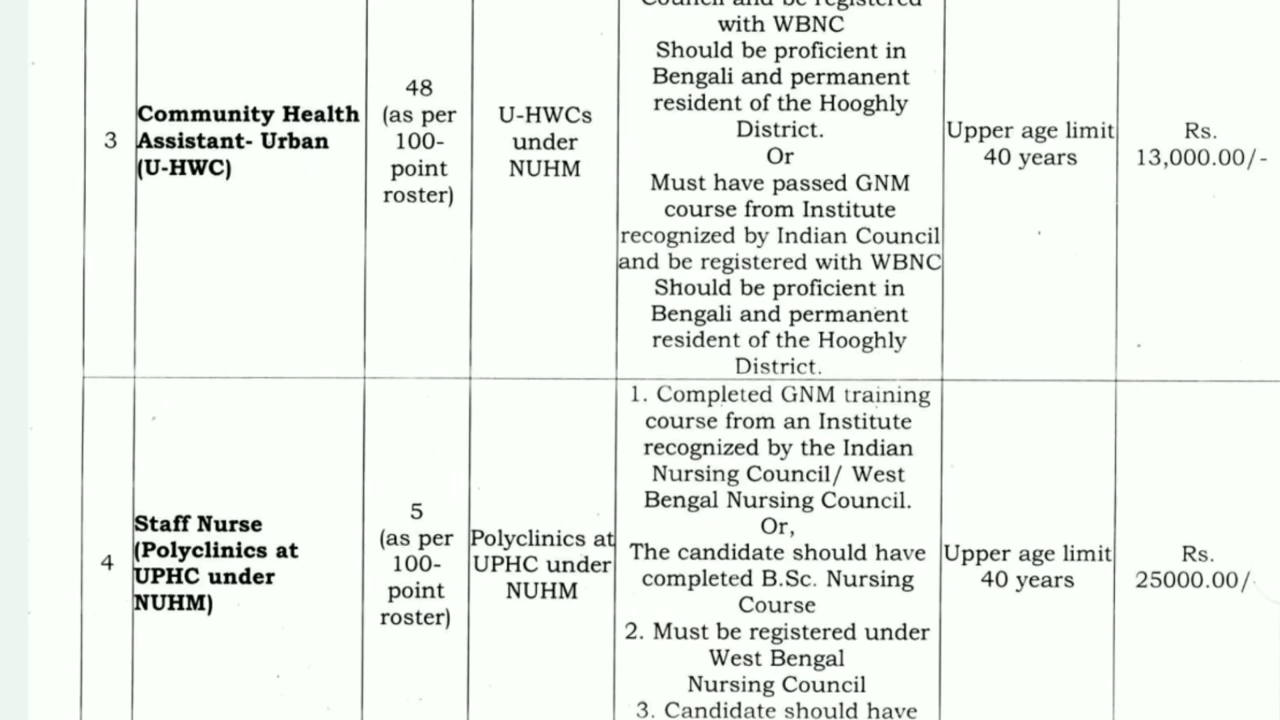 Council and be registered
with WBNC
Should be proficient in
Bengali and permanent
resident of the Hooghly
District.
Or
Must have passed GNM
course from Institute
recognized by Indian Council
and be registered with WBNC
Should be proficient in
Bengali and permanent
resident of the Hooghly
District.
3
Community Health
Assistant- Urban
(U-HWC)
48
(as per
100-
point
roster)
U-HWCs
under
NUHM
Upper age limit
40 years
Rs.
13,000.00/-
4
Staff Nurse
(Polyclinics at
UPHC under
NUHM)
5
(as per
100-
point
roster)
Polyclinics at
UPHC under
NUHM
1. Completed GNM training
course from an Institute
recognized by the Indian
Nursing Council/ West
Bengal Nursing Council.
Or,
The candidate should have
completed B.Sc. Nursing
Course
2. Must be registered under
West Bengal
Nursing Council
3. Candidate should have
Upper age limit
40 years
Rs.
25000.00/